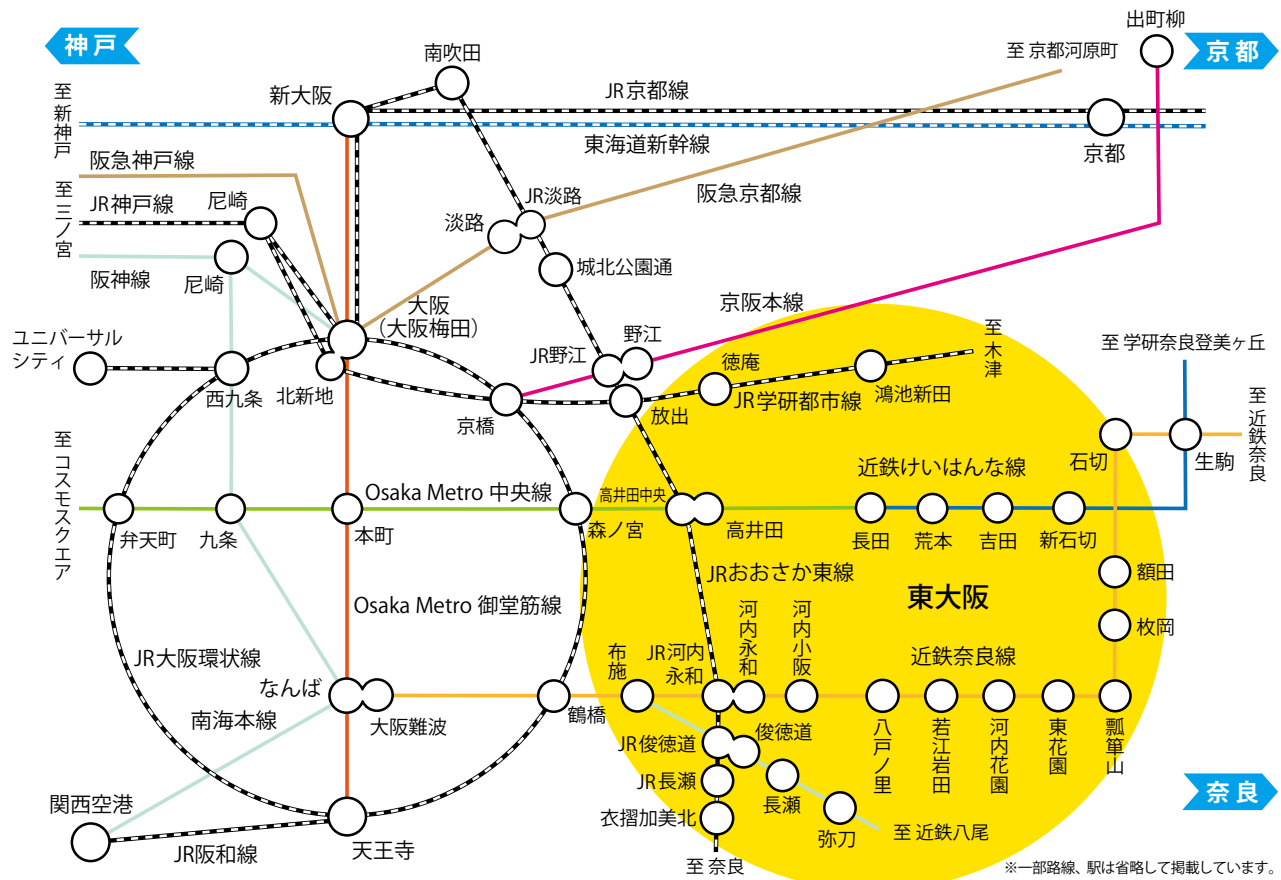 神戸
出町柳
京都
南吹田
至 京都河原町
新大阪
JR京都線
至 新神戸
東海道新幹線
京都
阪急神戸線
JR淡路
阪急京都線
至 三ノ宮
JR神戸線
尼崎
淡路
阪神線
尼崎
城北公園通
大阪
(大阪梅田)
京阪本線
ユニバーサル
シティ
野江
JR野江
至 木津
至 学研奈良登美ヶ丘
徳庵
西九条
北新地
JR学研都市線
鴻池新田
京橋
放出
至 近鉄奈良
至 コスモスクエア
石切
生駒
近鉄けいはんな線
Osaka Metro 中央線
高井田中央
弁天町
九条
本町
森ノ宮
高井田
長田
荒本
吉田
新石切
JRおおさか東線
額田
東大阪
Osaka Metro 御堂筋線
枚岡
JR大阪環状線
布施
JR河内
永和
河内永和
河内小阪
近鉄奈良線
なんば
南海本線
大阪難波
鶴橋
八戸ノ里
若江岩田
河内花園
東花園
瓢箪山
JR俊徳道
俊徳道
JR長瀬
長瀬
関西空港
衣摺加美北
弥刀
至 近鉄八尾
奈良
JR阪和線
天王寺
至 奈良
※一部路線、駅は省略して掲載しています。